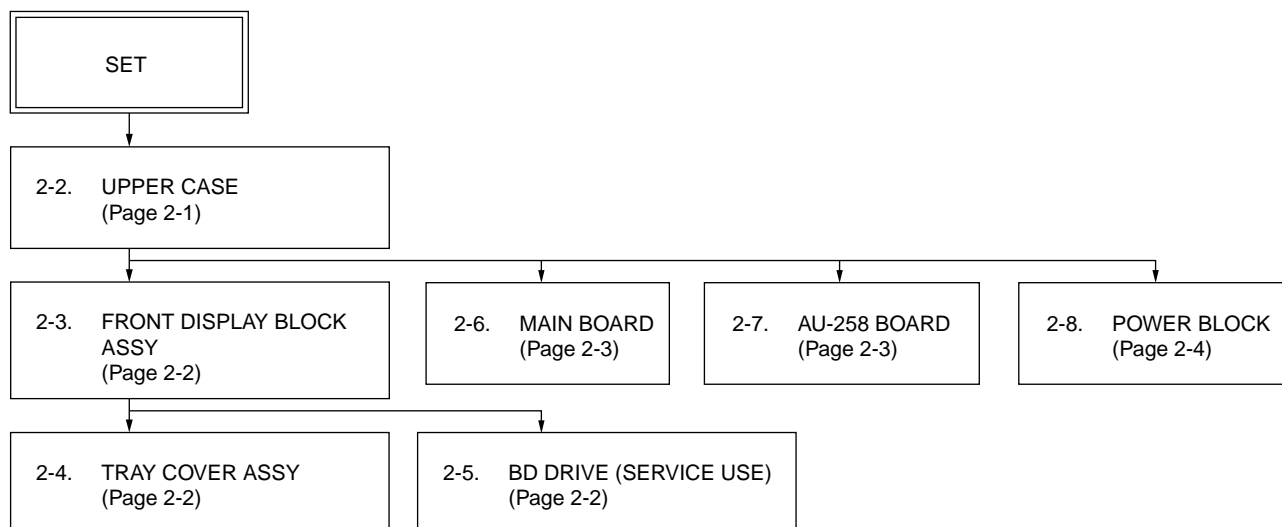 SET
2-2. UPPER CASE
(Page 2-1)
2-3. FRONT DISPLAY BLOCK
ASSY
(Page 2-2)
2-6. MAIN BOARD
(Page 2-3)
2-7. AU-258 BOARD
(Page 2-3)
2-8. POWER BLOCK
(Page 2-4)
2-4. TRAY COVER ASSY
(Page 2-2)
2-5. BD DRIVE (SERVICE USE)
(Page 2-2)